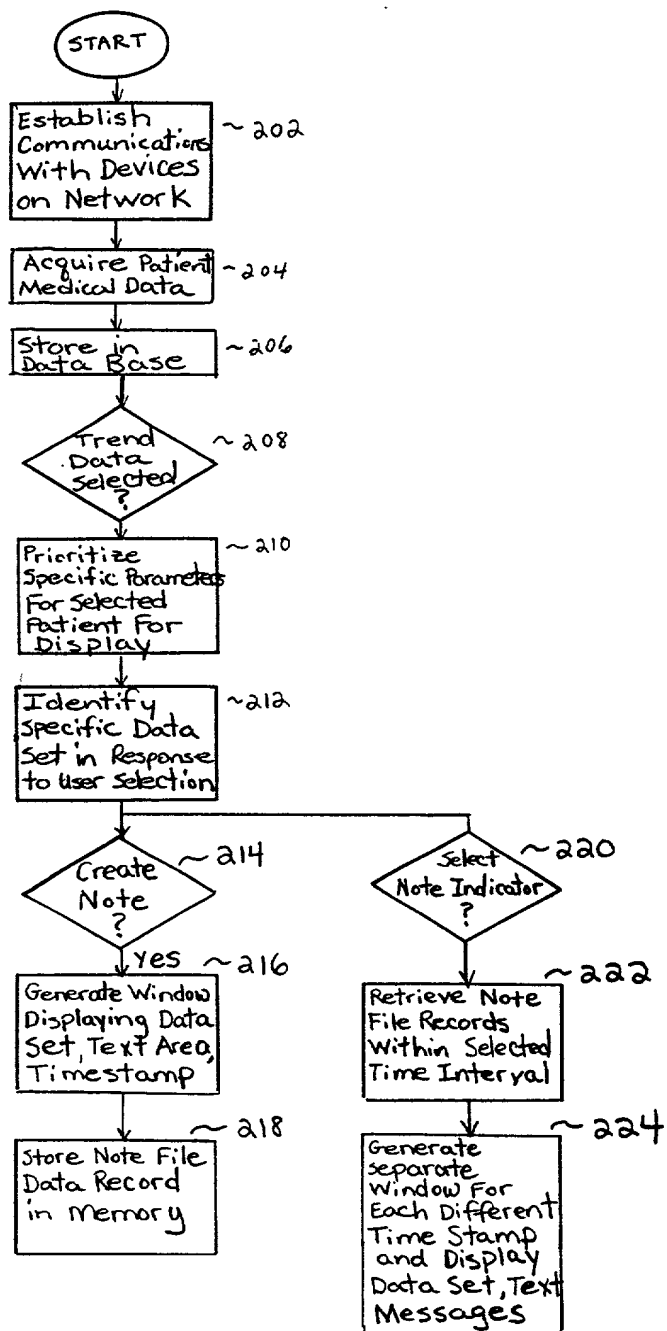 START
Establish
Communications
With Devices
on Network
~202
Acquire Patient
Medical Data
~204
Store in
Data Base
~206
Trend
Data
Selected
?
~208
Prioritize
Specific Parameters
For Selected
Patient For
Display
~210
Identify
Specific Data
Set in Response
to User Selection
~212
Create
Note
?
~214
Yes
Generate Window
Displaying Data
Set, Text Area,
Timestamp
~216
Store Note File
Data Record
in Memory
~218
Select
Note Indicator
?
~220
Retrieve Note
File Records
Within Selected
Time Interval
~222
Generate
separate
Window For
Each Different
Time Stamp
and Display
Data Set, Text
Messages
~224